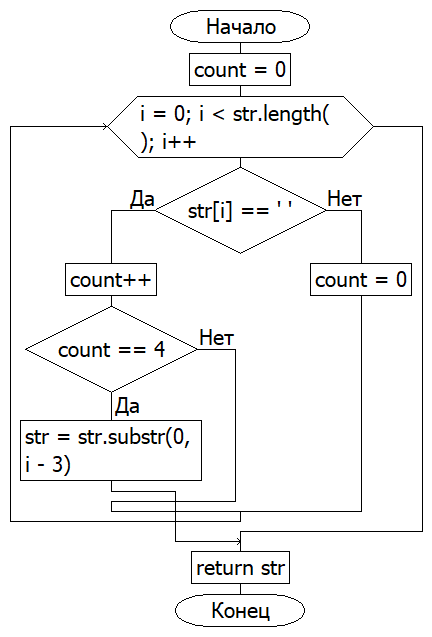 Начало
count = 0
i = 0; i < str.length(
); i++
Да
Нет
str[i] == ' '
count++
count = 0
Нет
count == 4
Да
str = str.substr(0,
i - 3)
return str
Конец